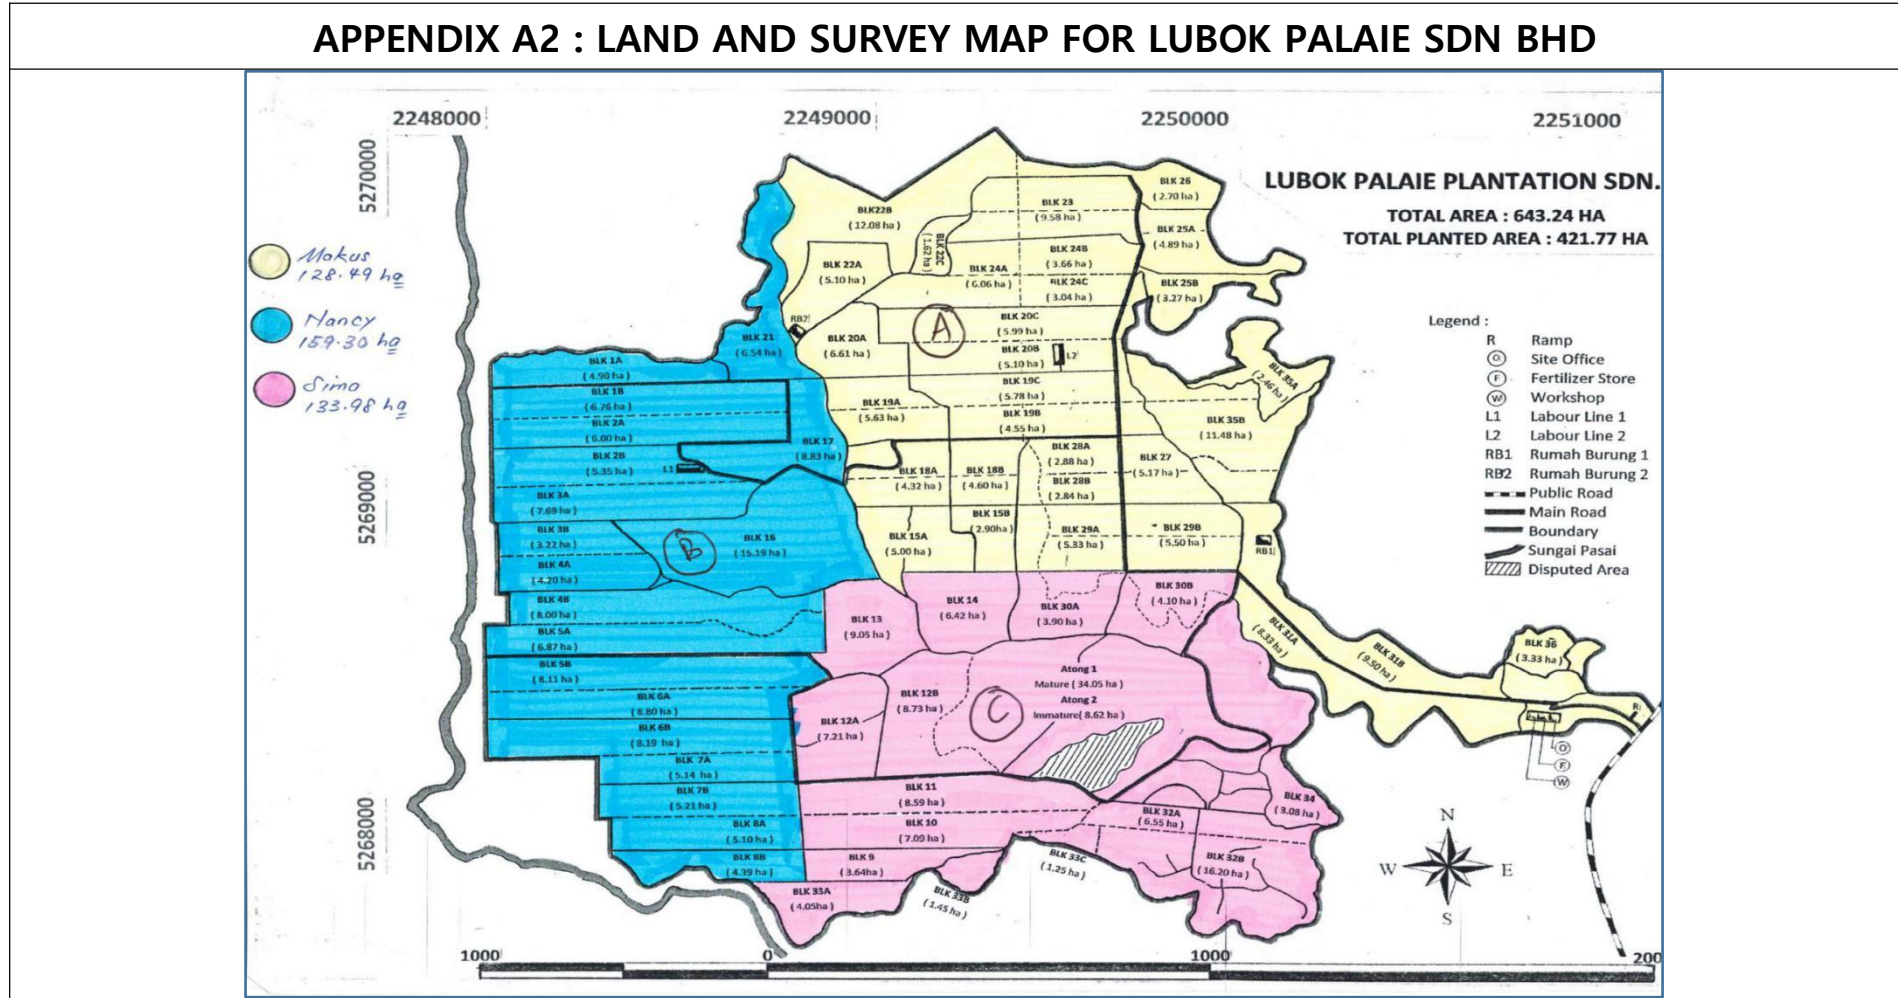 APPENDIX A2 : LAND AND SURVEY MAP FOR LUBOK PALAIE SDN BHD
2248000
2249000
2250000
2251000
5270000
5269000
5268000
LUBOK PALAIE PLANTATION SDN.
TOTAL AREA : 643.24 HA
TOTAL PLANTED AREA : 421.77 HA
Makus
128.49 ha
Nancy
159.30 ha
Simo
133.98 ha
Legend :
R Ramp
O Site Office
F Fertilizer Store
W Workshop
L1 Labour Line 1
L2 Labour Line 2
RB1 Rumah Burung 1
RB2 Rumah Burung 2
Public Road
Main Road
Boundary
Sungai Pasai
Disputed Area
BLK 26
( 2.70 ha )
BLK22B
(12.08 ha )
BLK 23
( 9.58 ha )
BLK 25A
( 4.89 ha )
BLK 22C
( 1.62 ha )
BLK 24B
( 3.66 ha )
BLK 22A
( 5.10 ha )
BLK 24A
( 6.06 ha )
BLK 24C
( 3.04 ha )
BLK 25B
( 3.27 ha )
RB2
A
BLK 20C
( 5.99 ha )
BLK 21
( 6.54 ha )
BLK 20A
( 6.61 ha )
BLK 20B
( 5.10 ha )
L2
BLK 1A
( 4.90 ha )
BLK 35A
( 2.46 ha )
BLK 19C
( 5.78 ha )
BLK 1B
( 6.76 ha )
BLK 19A
( 5.63 ha )
BLK 19B
( 4.55 ha )
BLK 35B
( 11.48 ha )
BLK 2A
( 6.00 ha )
BLK 17
( 8.83 ha )
BLK 28A
( 2.88 ha )
BLK 2B
( 5.35 ha )
L1
BLK 18A
( 4.32 ha )
BLK 18B
( 4.60 ha )
BLK 27
( 5.17 ha )
BLK 28B
( 2.84 ha )
BLK 3A
( 7.69 ha )
BLK 15B
( 2.90ha )
BLK 3B
( 3.22 ha )
B
BLK 16
( 15.19 ha )
BLK 15A
( 5.00 ha )
BLK 29A
( 5.33 ha )
BLK 29B
( 5.50 ha )
RB1
BLK 4A
( 4.20 ha )
BLK 4B
( 8.00 ha )
BLK 14
( 6.42 ha )
BLK 30A
( 3.90 ha )
BLK 30B
( 4.10 ha )
BLK 13
( 9.05 ha )
BLK 5A
( 6.87 ha )
BLK 31A
( 8.33 ha )
BLK 31B
( 9.50 ha )
BLK 36
( 3.33 ha )
BLK 5B
( 8.11 ha )
Atong 1
Mature ( 34.05 ha )
Atong 2
Immature( 8.62 ha )
BLK 6A
( 8.80 ha )
BLK 12B
( 8.73 ha )
C
BLK 12A
( 7.21 ha )
BLK 6B
( 8.19 ha )
R
O
F
W
BLK 7A
( 5.14 ha )
BLK 7B
( 5.21 ha )
BLK 11
( 8.59 ha )
BLK 34
( 3.08 ha )
BLK 32A
( 6.55 ha )
BLK 8A
( 5.10 ha )
BLK 10
( 7.09 ha )
BLK 8B
( 4.39 ha )
BLK 9
( 3.64ha )
BLK 33C
( 1.25 ha )
BLK 32B
( 16.20 ha )
BLK 33A
( 4.05ha )
BLK 33B
( 1.45 ha )
N
W E
S
1000 0 1000 200